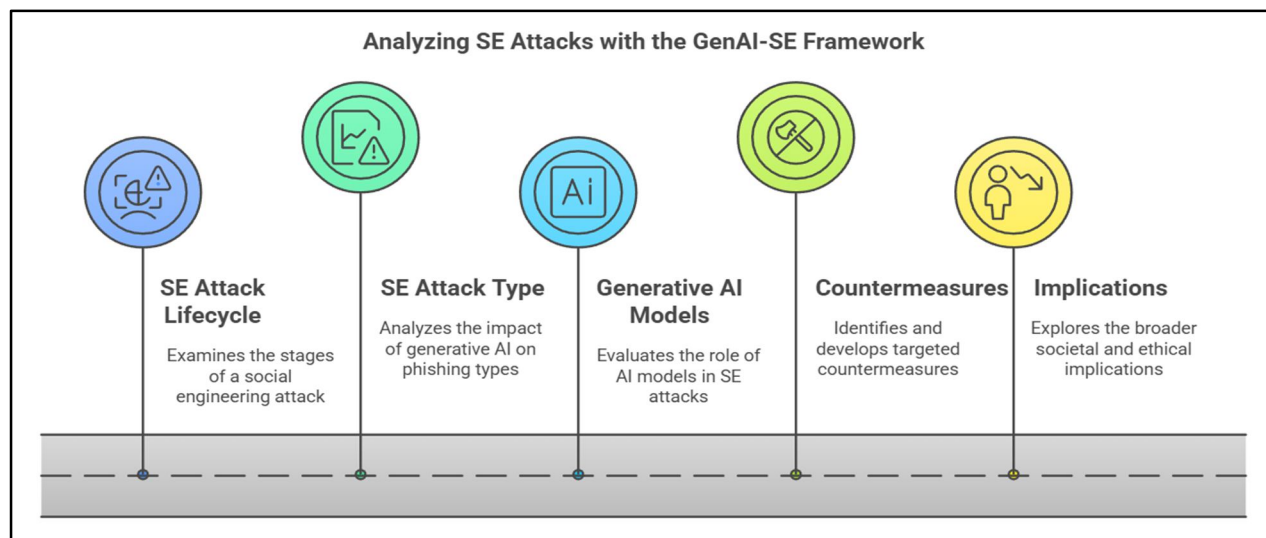 Analyzing SE Attacks with the GenAI-SE Framework
Ai
SE Attack
Lifecycle
Examines the stages
of a social
engineering attack
SE Attack Type
Analyzes the impact
of generative AI on
phishing types
Generative AI
Models
Evaluates the role of
AI models in SE
attacks
Countermeasures
Identifies and
develops targeted
countermeasures
Implications
Explores the broader
societal and ethical
implications